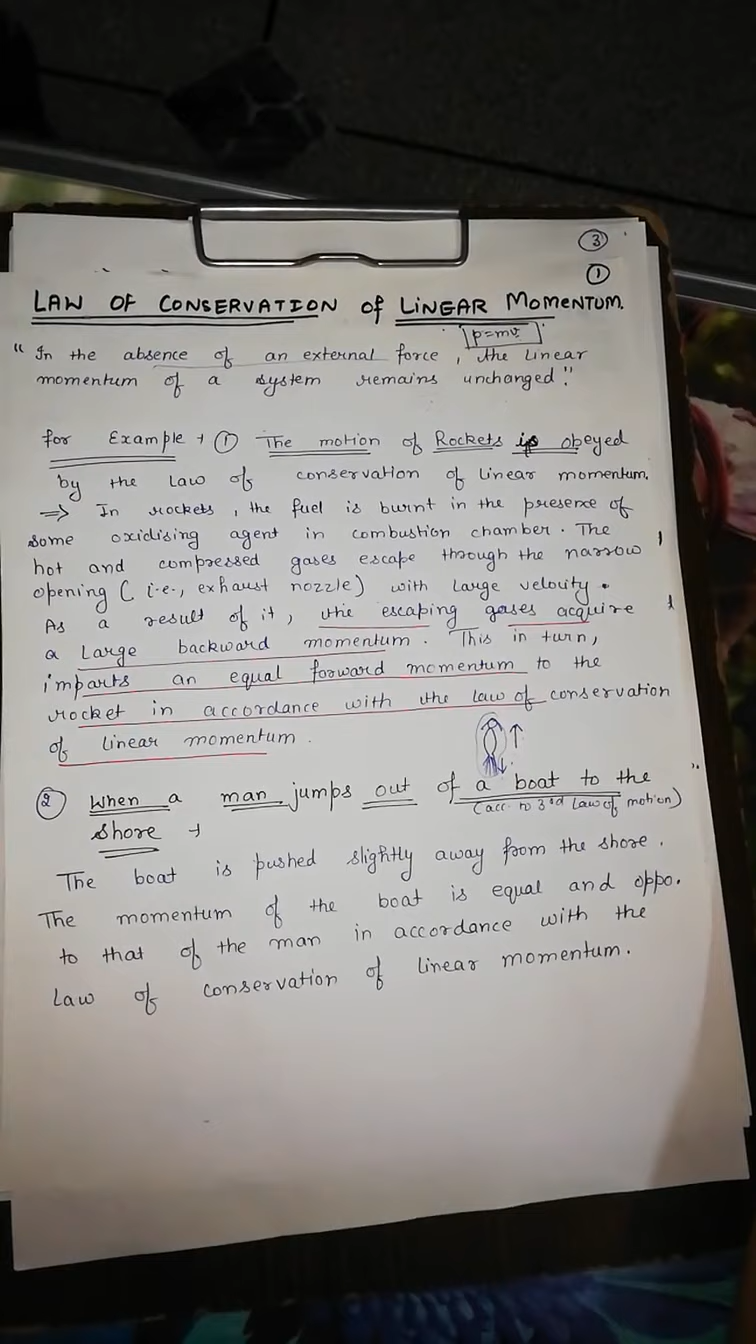 3
1
LAW OF CONSERVATION of LINEAR MOMENTUM.
p=mv
"In the absence of an external force, the linear
momentum of a system remains unchanged."
for Example → ① The motion of Rockets is obeyed
by the law of conservation of linear momentum.
⇒ In rockets, the fuel is burnt in the presence of
some oxidising agent in combustion chamber. The
hot and compressed gases escape through the narrow
opening (i.e., exhaust nozzle) with large velouty.
As a result of it, the escaping gases acquire
a large backward momentum. This in turn,
imparts an equal forward momentum to the
rocket in accordance with the law of conservation
of linear momentum.
② When a man jumps out of a boat to the
(acc. to 3rd law of motion)
shore →
The boat is pushed slightly away from the shore.
The momentum of the boat is equal and oppo.
to that of the man in accordance with the
law of conservation of linear momentum.